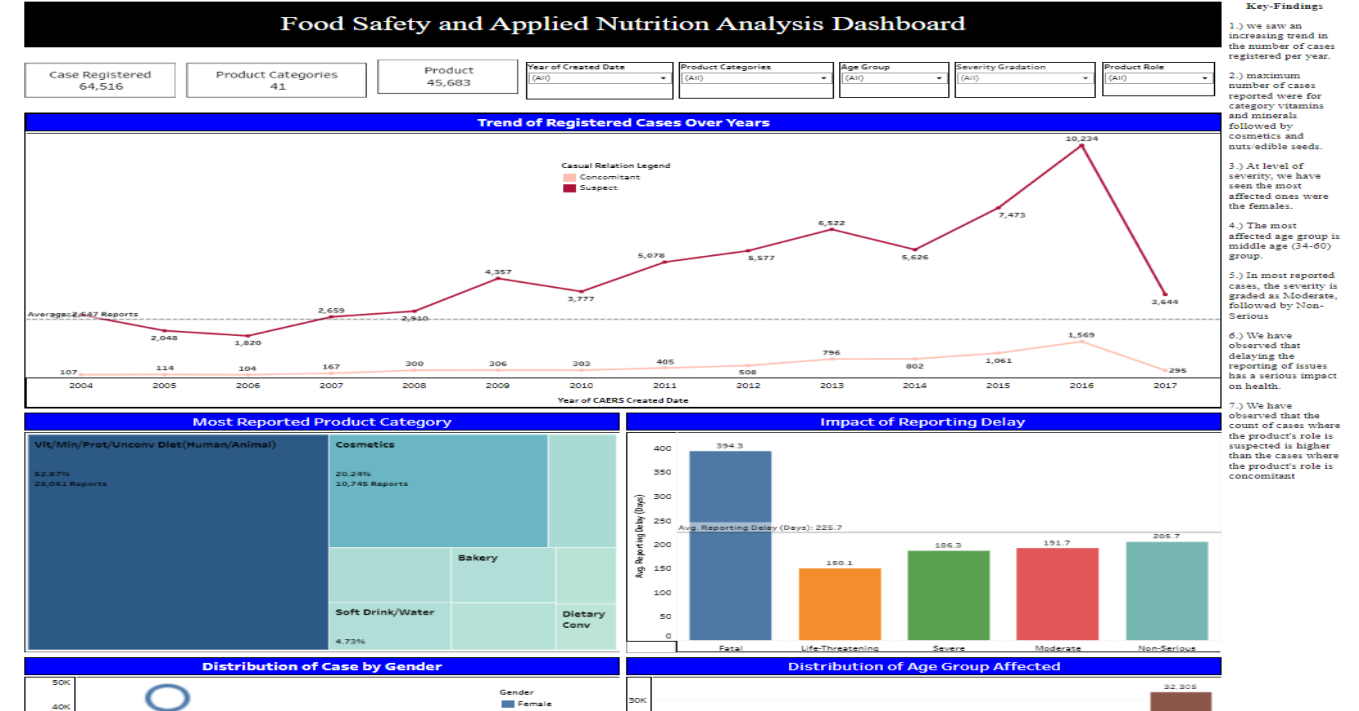 Food Safety and Applied Nutrition Analysis Dashboard
Case Registered
64,516
Product Categories
41
Product
45,683
Year of Created Date
(All)
Product Categories
(All)
Age Group
(All)
Severity Gradation
(All)
Product Role
(All)
Trend of Registered Cases Over Years
Casual Relation Legend
Concomitant
Suspect
10,234
7,473
6,522
5,626
5,577
5,078
4,357
3,777
2,910
2,659
1,820
2,048
2,644
Average: 2,647 Reports
107
114
104
167
300
306
303
405
508
796
802
1,061
1,569
295
2004
2005
2006
2007
2008
2009
2010
2011
2012
2013
2014
2015
2016
2017
Year of CAERS Created Date
Most Reported Product Category
Vit/Min/Prot/Unconv Diet(Human/Animal)
52.87%
28,061 Reports
Cosmetics
20.24%
10,745 Reports
Bakery
Soft Drink/Water
4.73%
Dietary
Conv
Impact of Reporting Delay
Avg. Reporting Delay (Days)
400
350
300
250
200
150
100
50
0
394.3
150.1
186.3
191.7
205.7
Avg. Reporting Delay (Days): 225.7
Fatal
Life-Threatening
Severe
Moderate
Non-Serious
Distribution of Case by Gender
50K
40K
Gender
Female
Distribution of Age Group Affected
30K
32,305
Key-Findings
1.) we saw an
increasing trend in
the number of cases
registered per year.
2.) maximum
number of cases
reported were for
category vitamins
and minerals
followed by
cosmetics and
nuts/edible seeds.
3.) At level of
severity, we have
seen the most
affected ones were
the females.
4.) The most
affected age group is
middle age (34-60)
group.
5.) In most reported
cases, the severity is
graded as Moderate,
followed by Non-
Serious
6.) We have
observed that
delaying the
reporting of issues
has a serious impact
on health.
7.) We have
observed that the
count of cases where
the product's role is
suspected is higher
than the cases where
the product's role is
concomitant